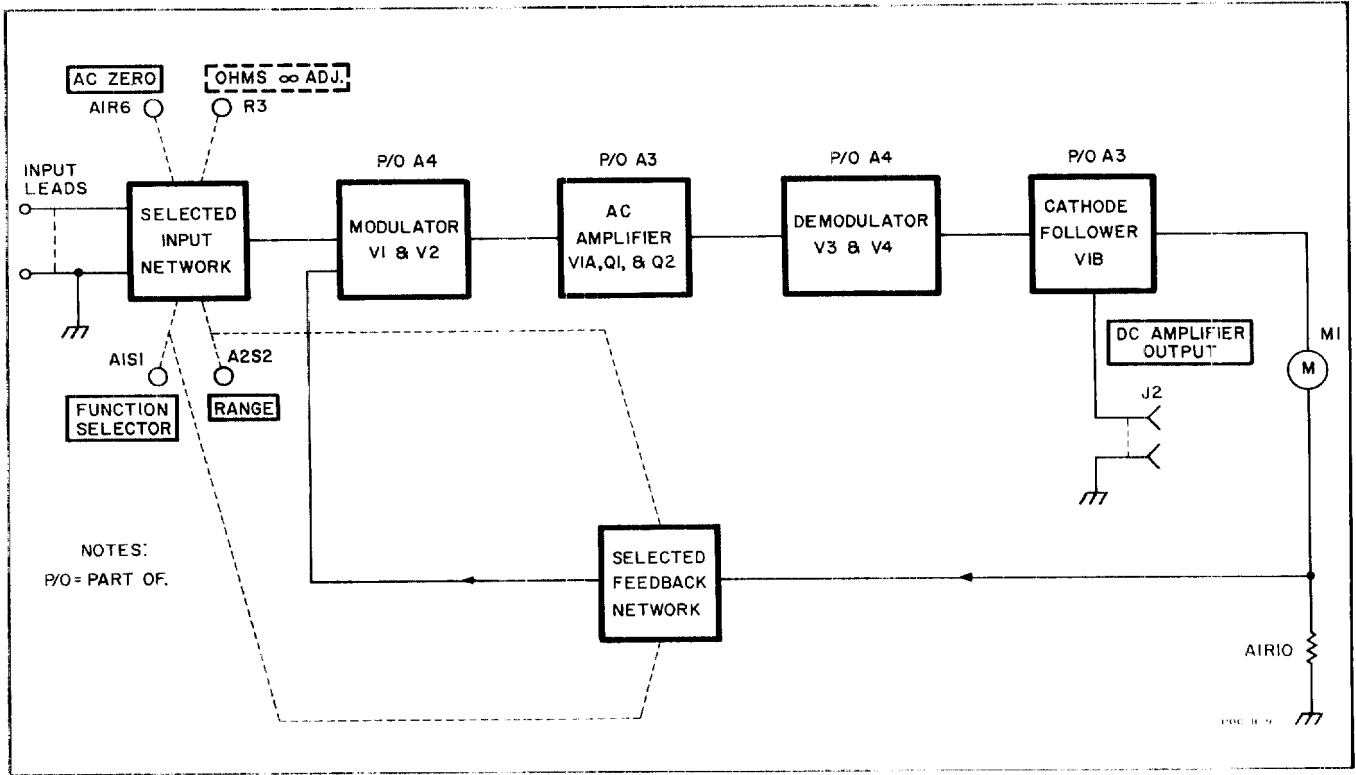 AC ZERO
OHMS ∞ ADJ.
A1R6
R3
INPUT
LEADS
SELECTED
INPUT
NETWORK
P/O A4
MODULATOR
V1 & V2
P/O A3
AC
AMPLIFIER
V1A, Q1, & Q2
P/O A4
DEMODULATOR
V3 & V4
P/O A3
CATHODE
FOLLOWER
V1B
A1S1
A2S2
FUNCTION
SELECTOR
RANGE
DC AMPLIFIER
OUTPUT
J2
M1
M
NOTES:
P/O = PART OF.
SELECTED
FEEDBACK
NETWORK
A1R10